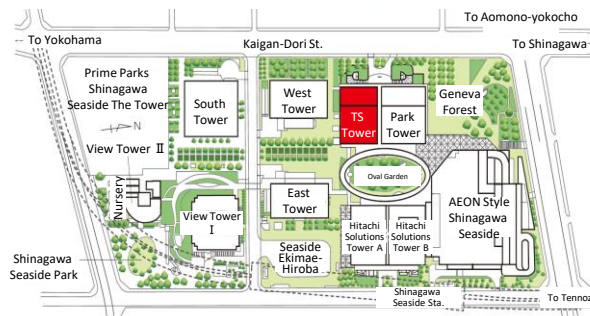 To Aomono-yokocho
To Yokohama
Kaigan-Dori St.
To Shinagawa
Prime Parks
Shinagawa
Seaside The Tower
N
View Tower Ⅱ
South
Tower
West
Tower
TS
Tower
Park
Tower
Geneva
Forest
Oval Garden
Nursery
View Tower
I
East
Tower
AEON Style
Shinagawa
Seaside
Hitachi
Solutions
Tower A
Hitachi
Solutions
Tower B
Seaside
Ekimae-
Hiroba
Shinagawa
Seaside Park
Shinagawa
Seaside Sta.
To Tennoz